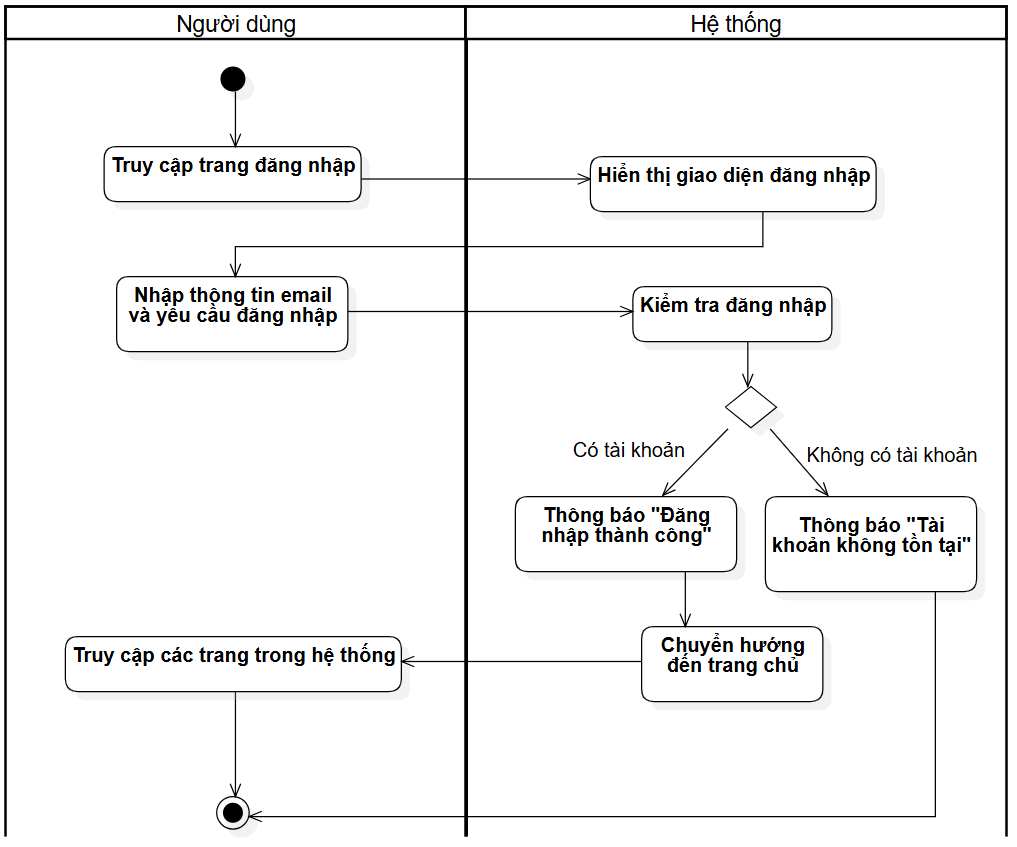 Người dùng
Hệ thống
Truy cập trang đăng nhập
Hiển thị giao diện đăng nhập
Nhập thông tin email
và yêu cầu đăng nhập
Kiểm tra đăng nhập
Có tài khoản
Không có tài khoản
Thông báo "Đăng
nhập thành công"
Thông báo "Tài
khoản không tồn tại"
Truy cập các trang trong hệ thống
Chuyển hướng
đến trang chủ